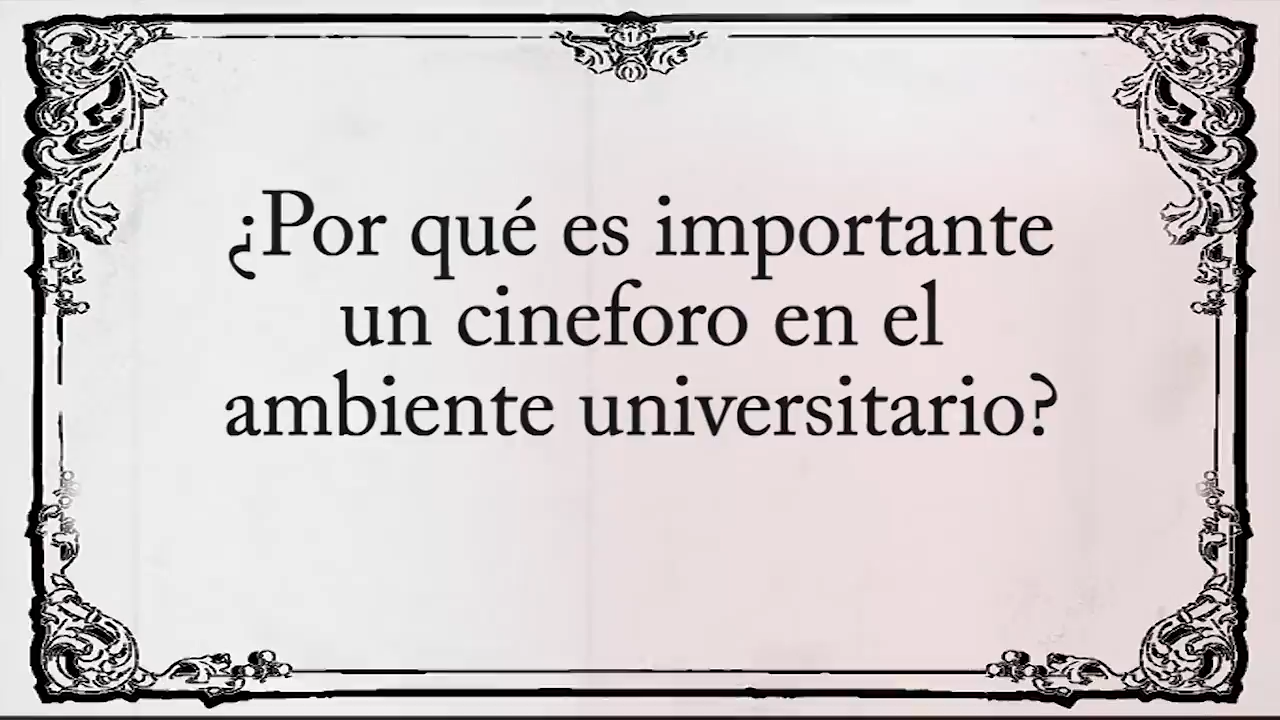 ¿Por qué es importante
un cineforo en el
ambiente universitario?